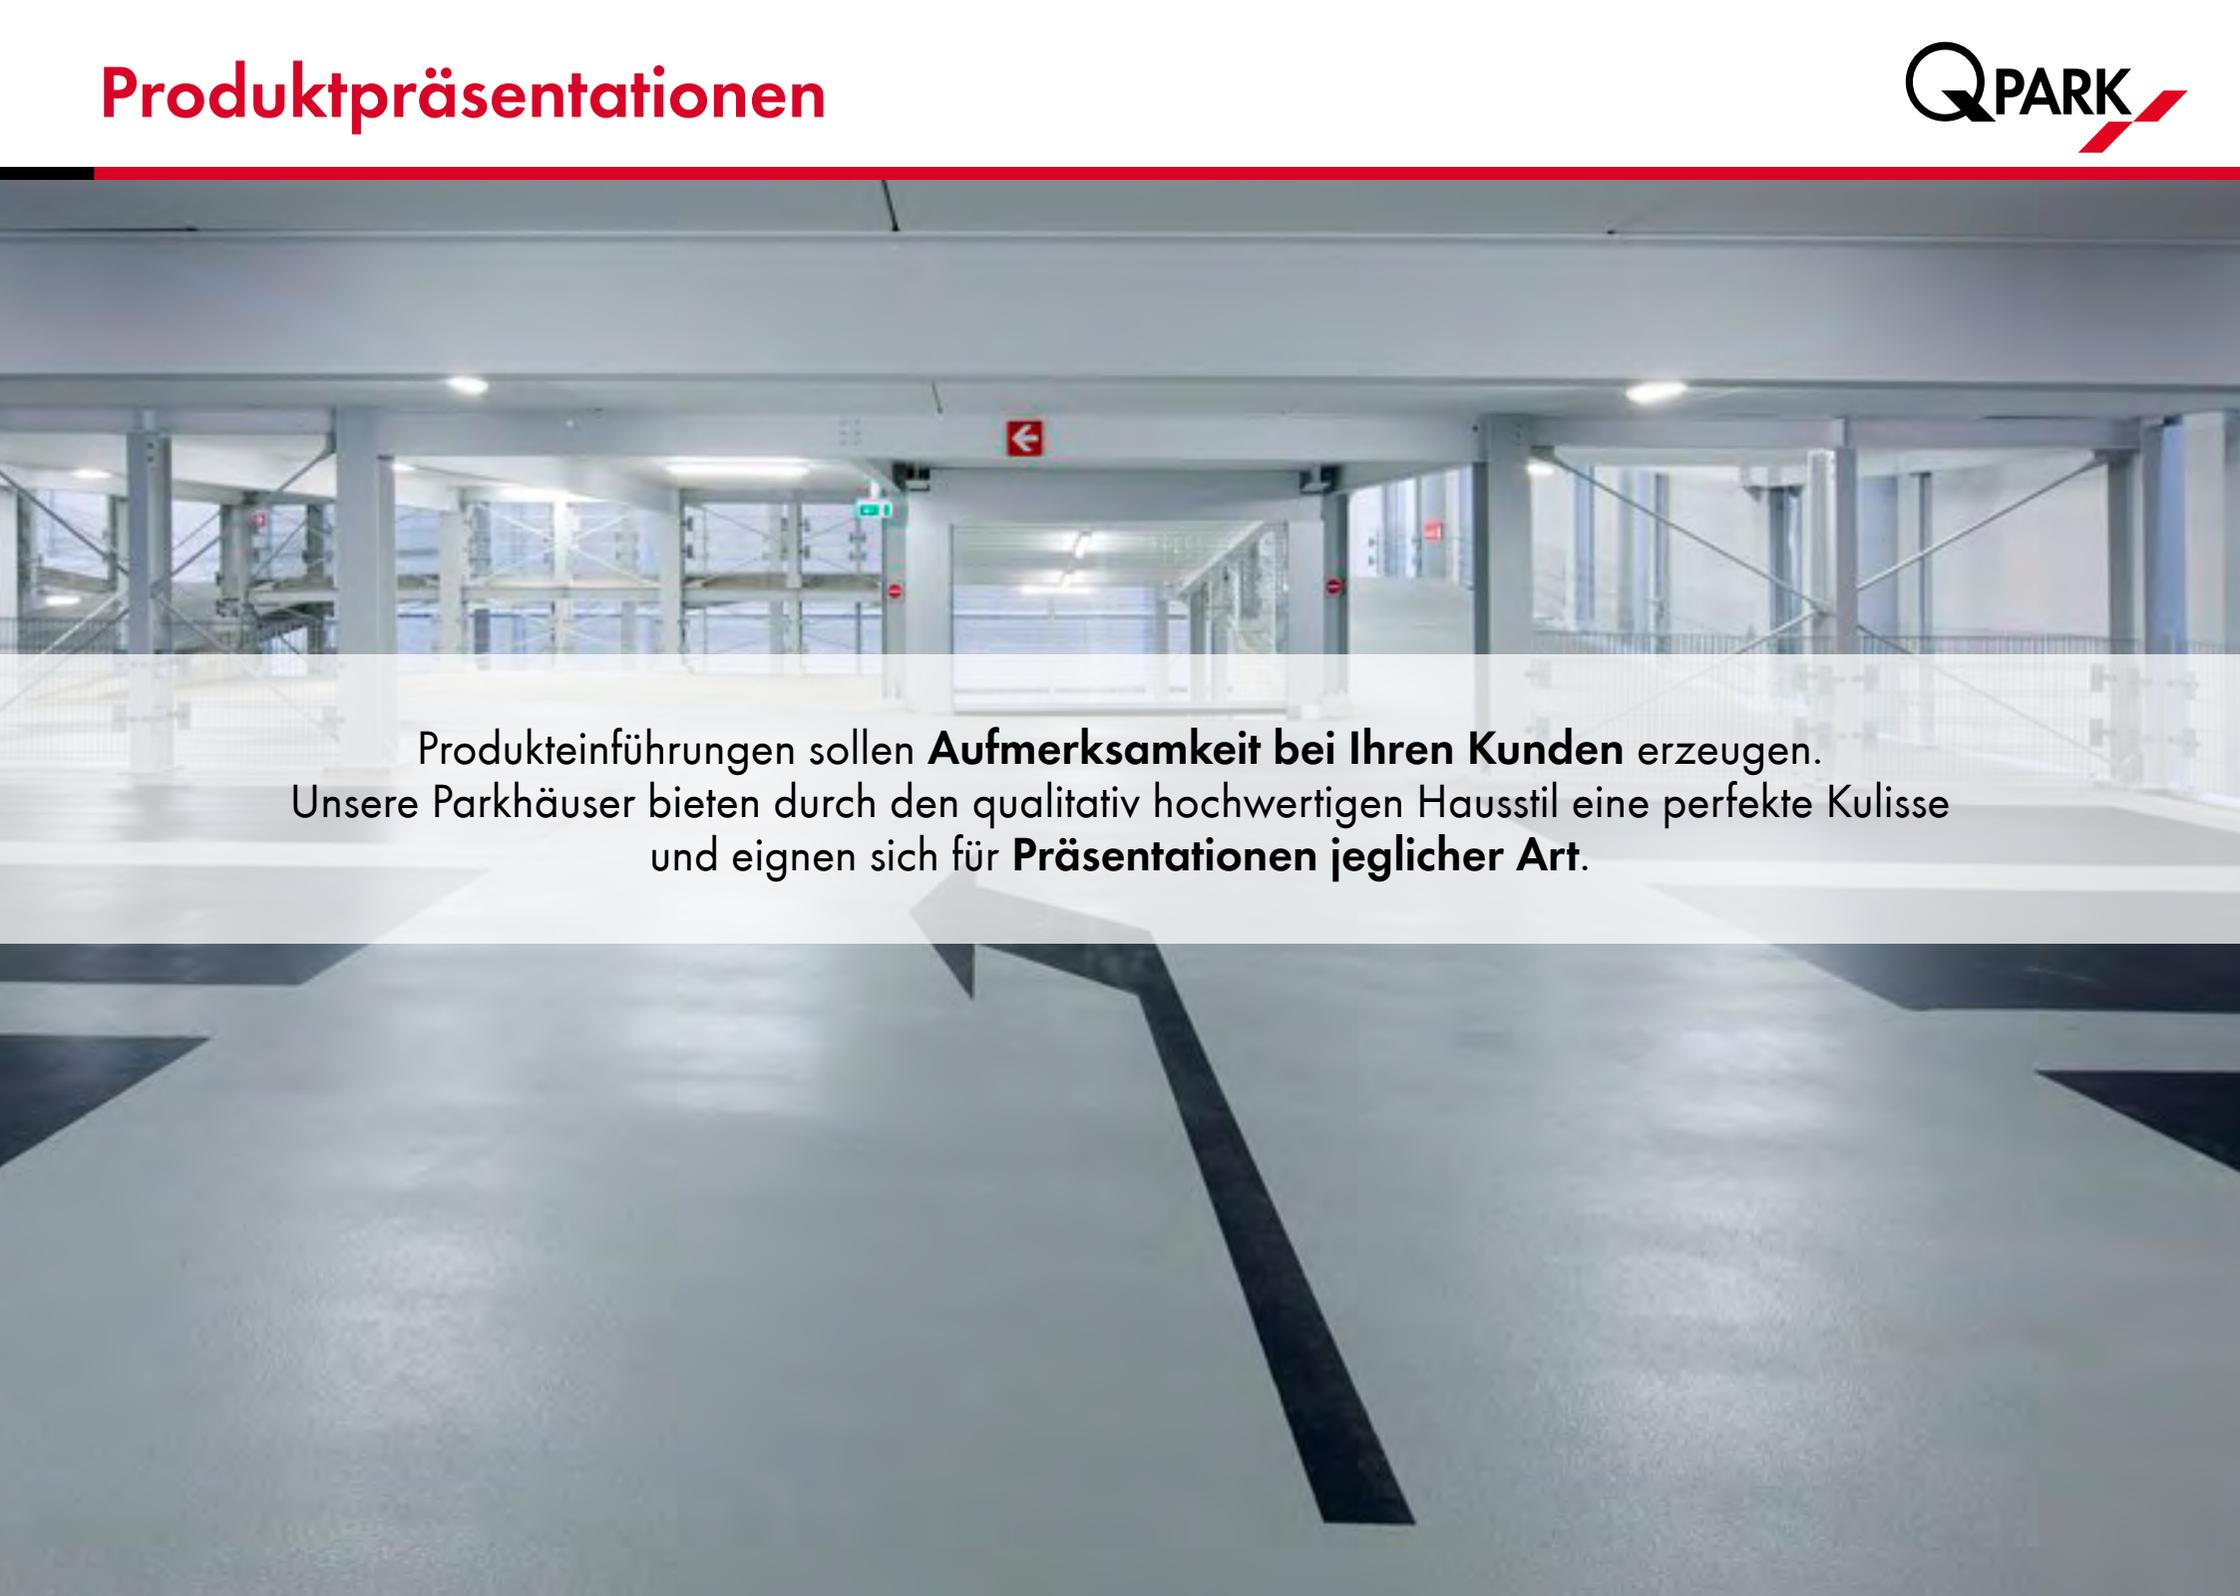 Produktpräsentationen
Q PARK
Produkteinführungen sollen Aufmerksamkeit bei Ihren Kunden erzeugen.
Unsere Parkhäuser bieten durch den qualitativ hochwertigen Hausstil eine perfekte Kulisse
und eignen sich für Präsentationen jeglicher Art.